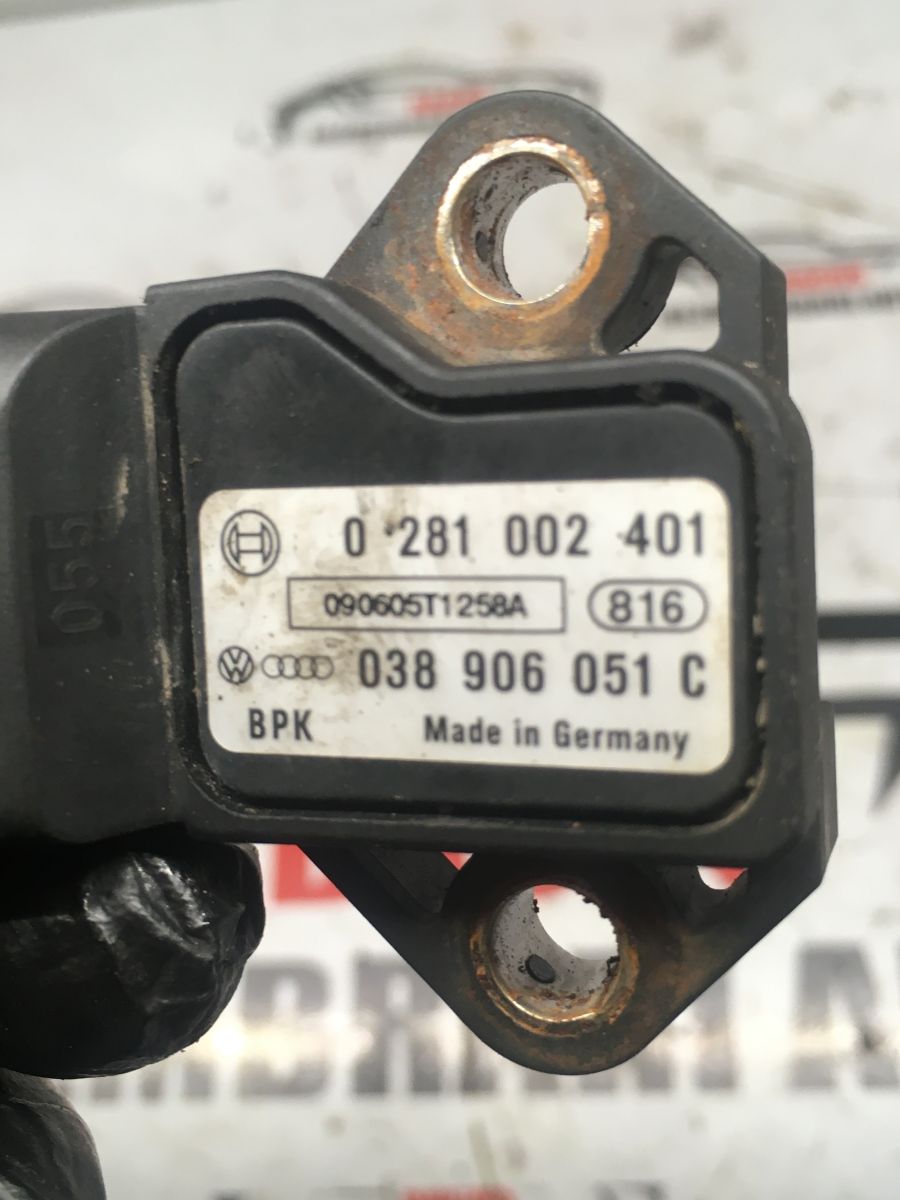 0 281 002 401
090605T1258A 816
038 906 051 C
BPK Made in Germany
055